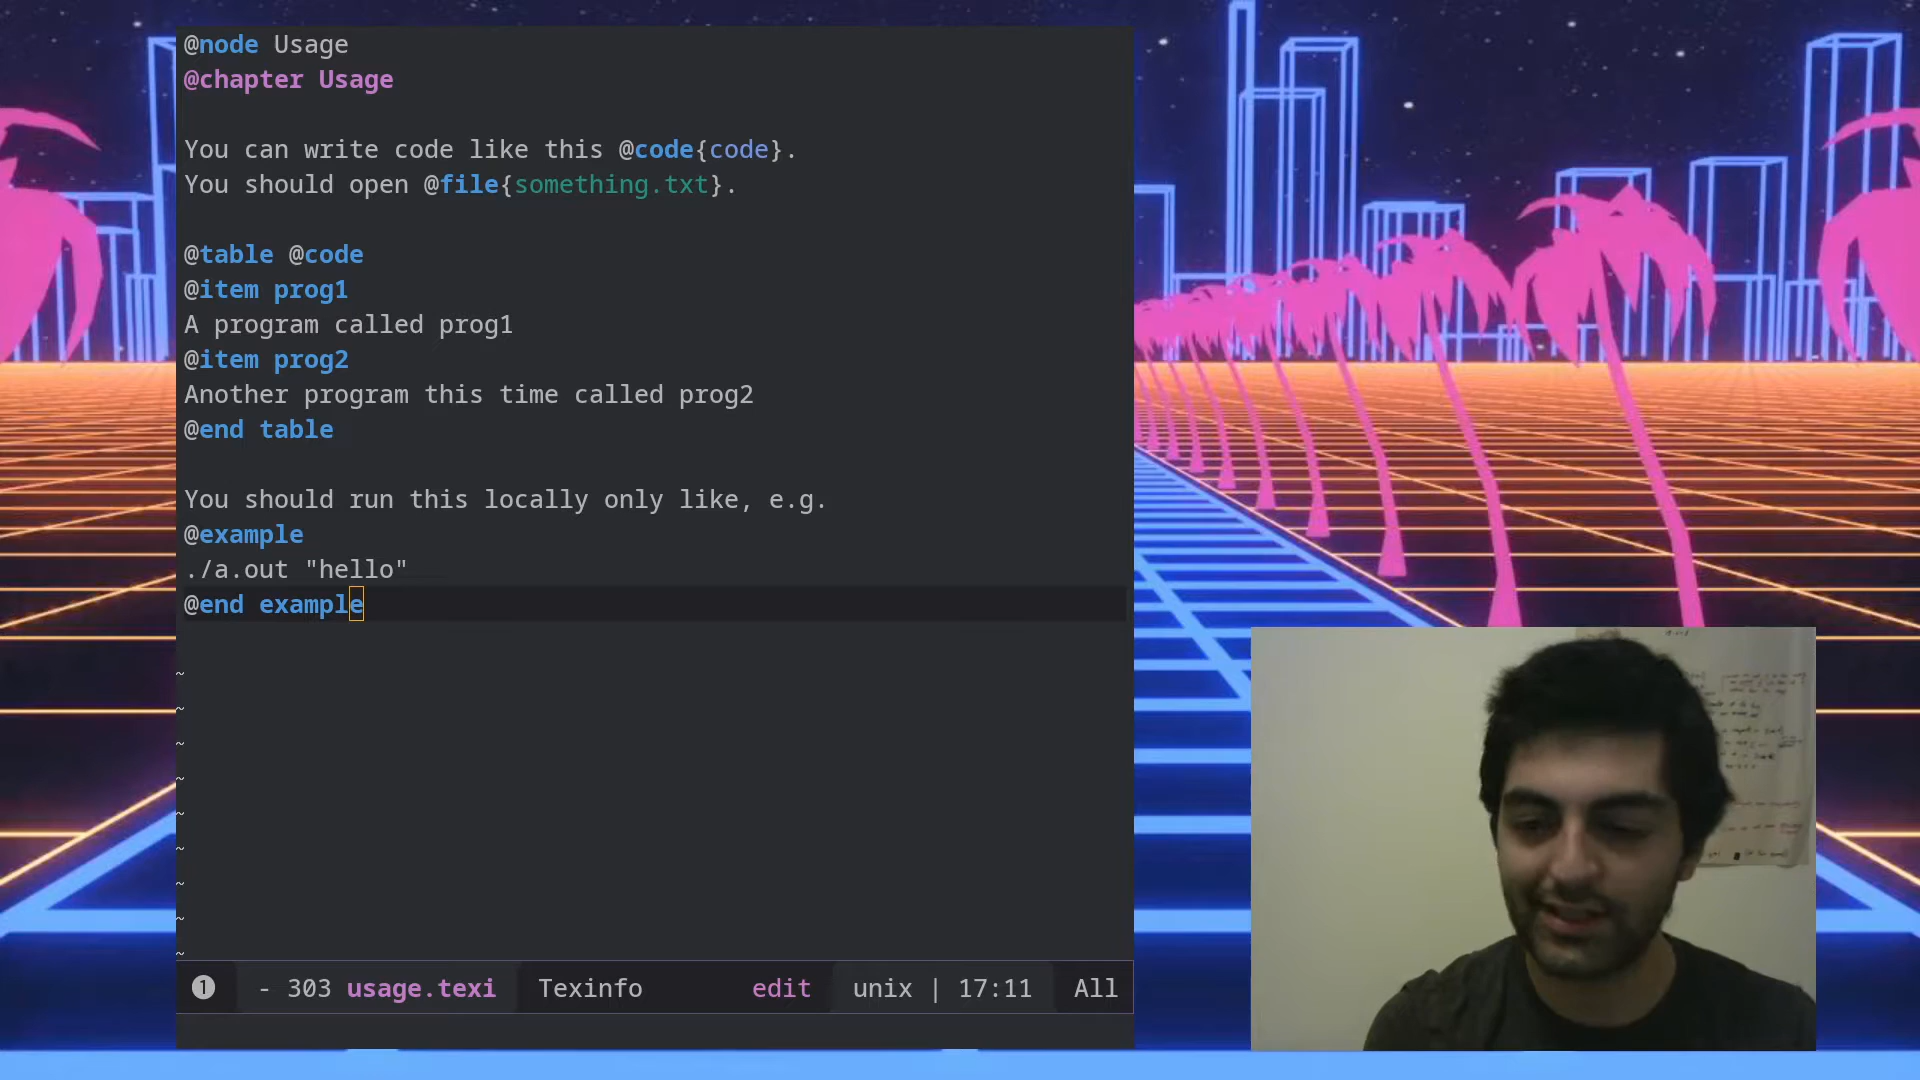 @node Usage
@chapter Usage
You can write code like this @code{code}.
You should open @file{something.txt}.
@table @code
@item prog1
A program called prog1
@item prog2
Another program this time called prog2
@end table
You should run this locally only like, e.g.
@example
./a.out "hello"
@end example
~
~
~
~
~
~
~
~
~
1 - 303 usage.texi Texinfo edit unix | 17:11 All